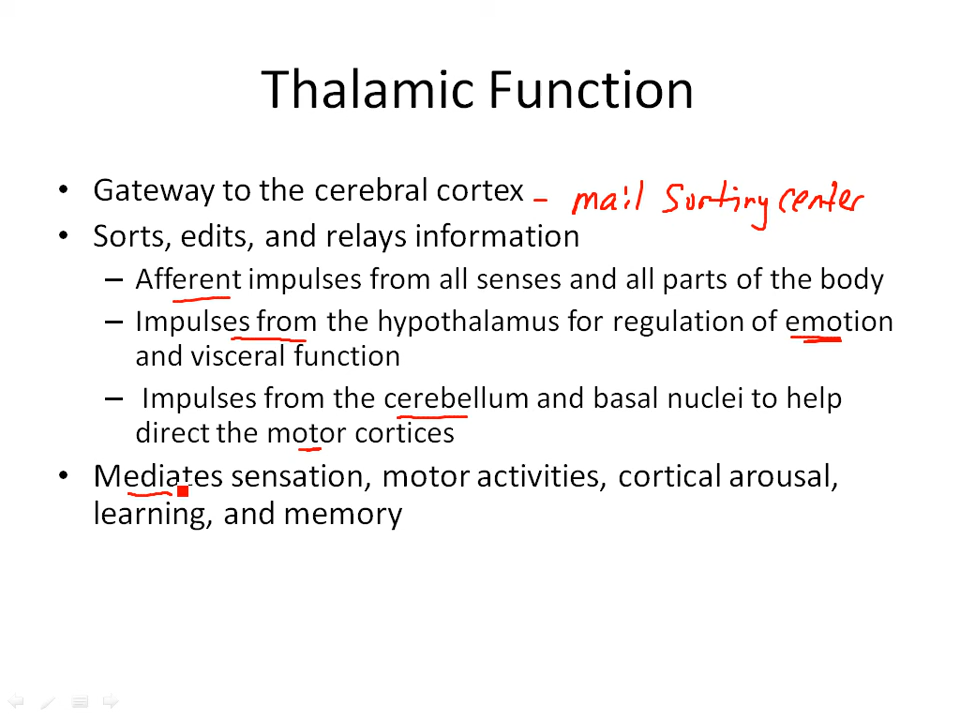 Thalamic Function
• Gateway to the cerebral cortex – mail sorting center
• Sorts, edits, and relays information
– Afferent impulses from all senses and all parts of the body
– Impulses from the hypothalamus for regulation of emotion
and visceral function
– Impulses from the cerebellum and basal nuclei to help
direct the motor cortices
• Mediates sensation, motor activities, cortical arousal,
learning, and memory